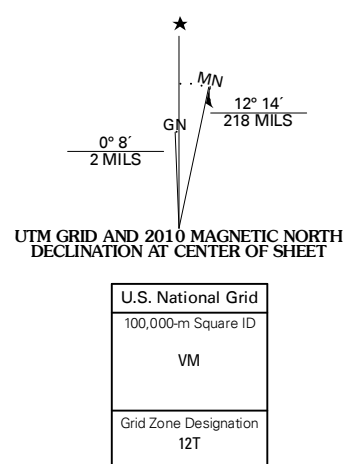 ★
MN
GN
12° 14´
218 MILS
0° 8´
2 MILS
UTM GRID AND 2010 MAGNETIC NORTH
DECLINATION AT CENTER OF SHEET
U.S. National Grid
100,000-m Square ID
VM
Grid Zone Designation
12T